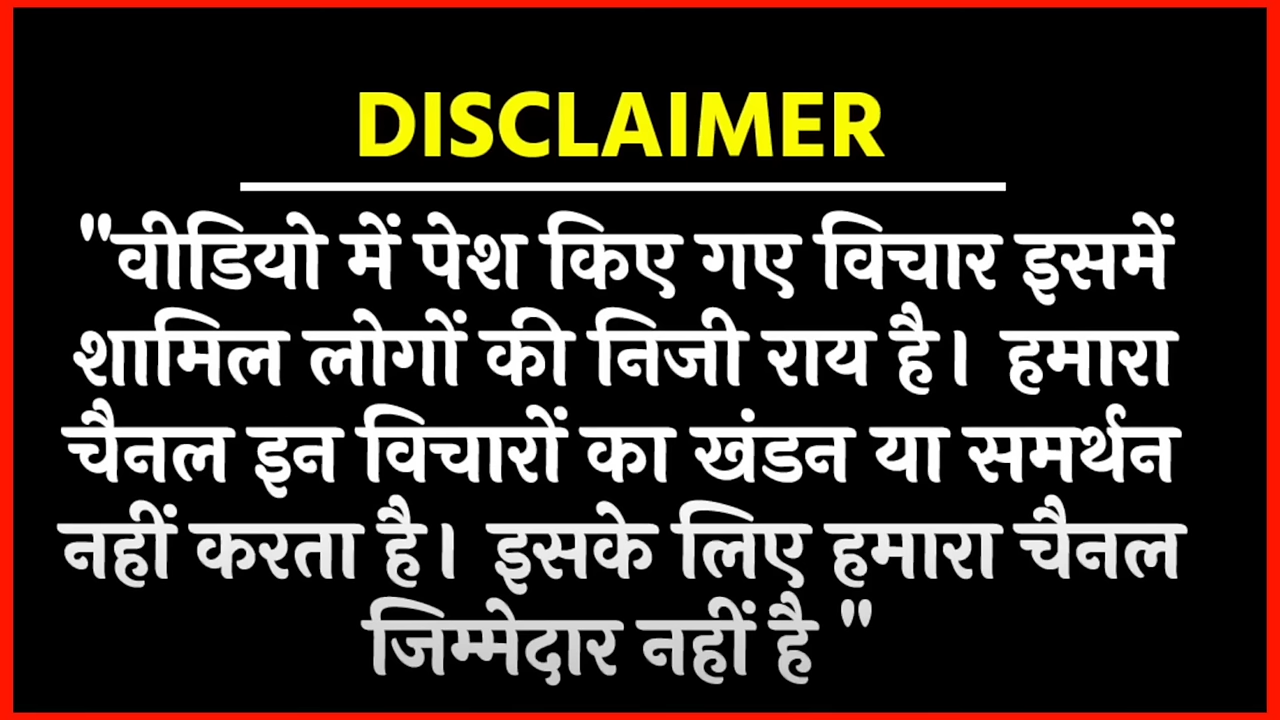 DISCLAIMER
"वीडियो में पेश किए गए विचार इसमें
शामिल लोगों की निजी राय है। हमारा
चैनल इन विचारों का खंडन या समर्थन
नहीं करता है। इसके लिए हमारा चैनल
जिम्मेदार नहीं है "